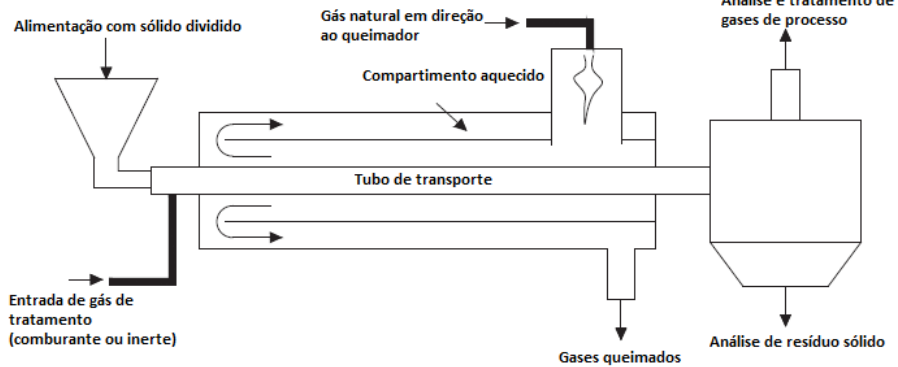 Análise e tratamento de
gases de processo
Gás natural em direção
ao queimador
Alimentação com sólido dividido
Compartimento aquecido
Tubo de transporte
Entrada de gás de
tratamento
(comburante ou inerte)
Gases queimados
Análise de resíduo sólido